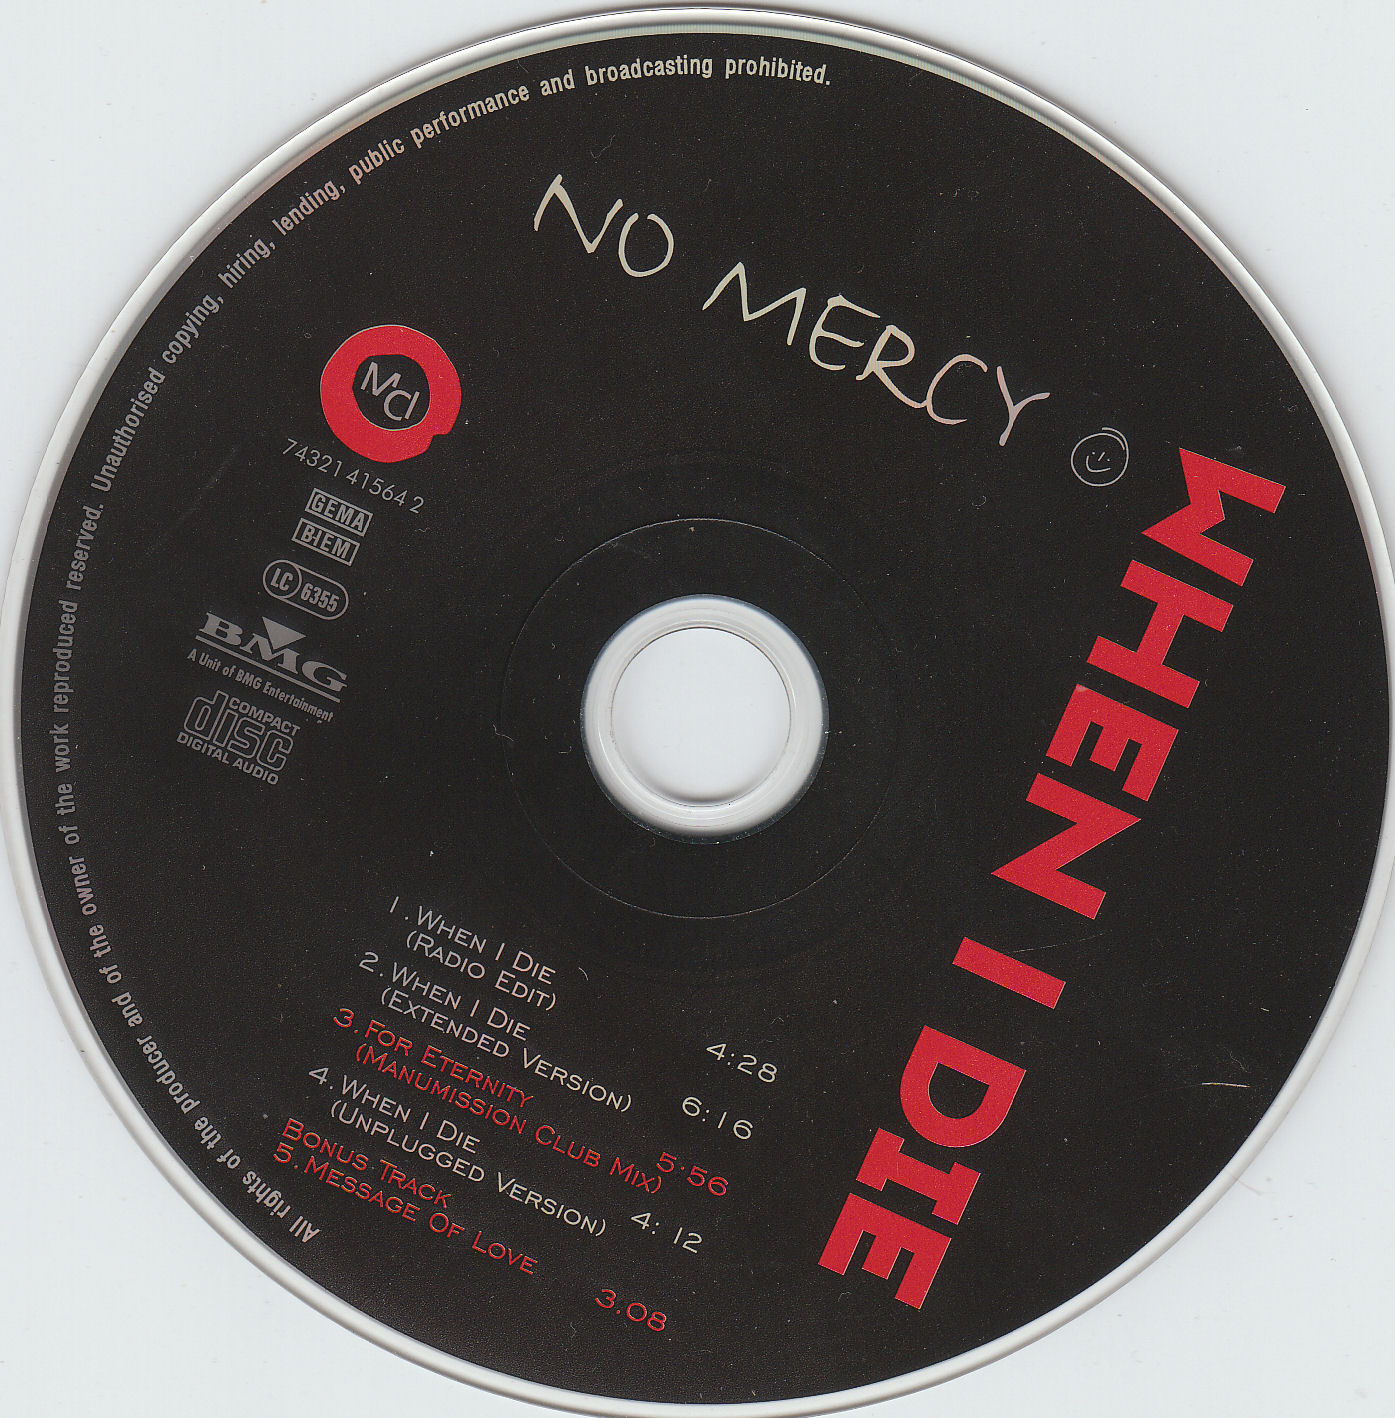 All rights of the producer and of the owner of the work reproduced reserved. Unauthorised copying, hiring, lending, public performance and broadcasting prohibited.
NO MERCY
WHEN I DIE
MCI
74321 41564 2
GEMA
B·I·E·M
LC 6355
BMG
A Unit of BMG Entertainment
COMPACT
disc
DIGITAL AUDIO
1. WHEN I DIE
(RADIO EDIT) 4:28
2. WHEN I DIE
(EXTENDED VERSION) 6:16
3. FOR ETERNITY
(MANUMISSION CLUB MIX) 5:56
4. WHEN I DIE
(UNPLUGGED VERSION) 4:12
BONUS TRACK
5. MESSAGE OF LOVE 3.08